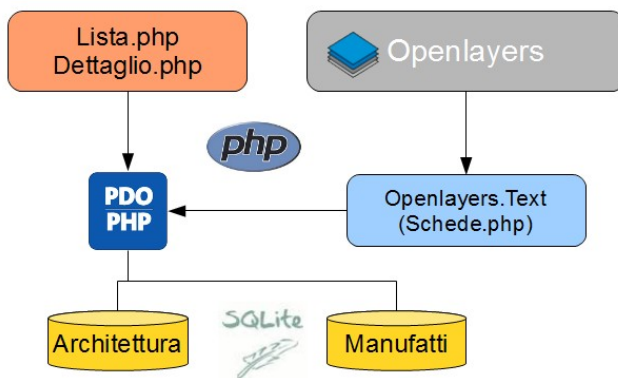 Lista.php
Dettaglio.php
Openlayers
php
PDO
PHP
Openlayers.Text
(Schede.php)
Architettura
SQLite
Manufatti